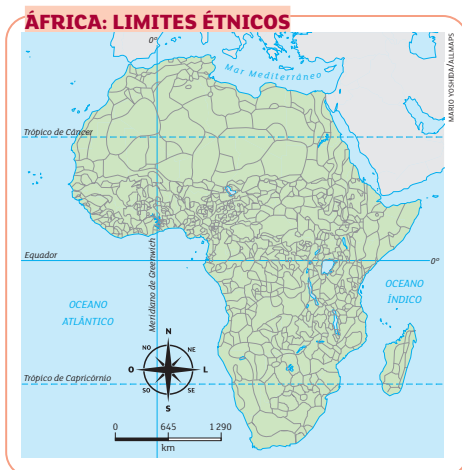 ÁFRICA: LIMITES ÉTNICOS
0°
Mar Mediterrâneo
MARIO YOSHIDA/ALLMAPS
Trópico de Câncer
Meridiano de Greenwich
Equador
0°
OCEANO
ATLÂNTICO
OCEANO
ÍNDICO
N
NO
NE
O
L
SO
SE
S
Trópico de Capricórnio
0 645 1 290
km